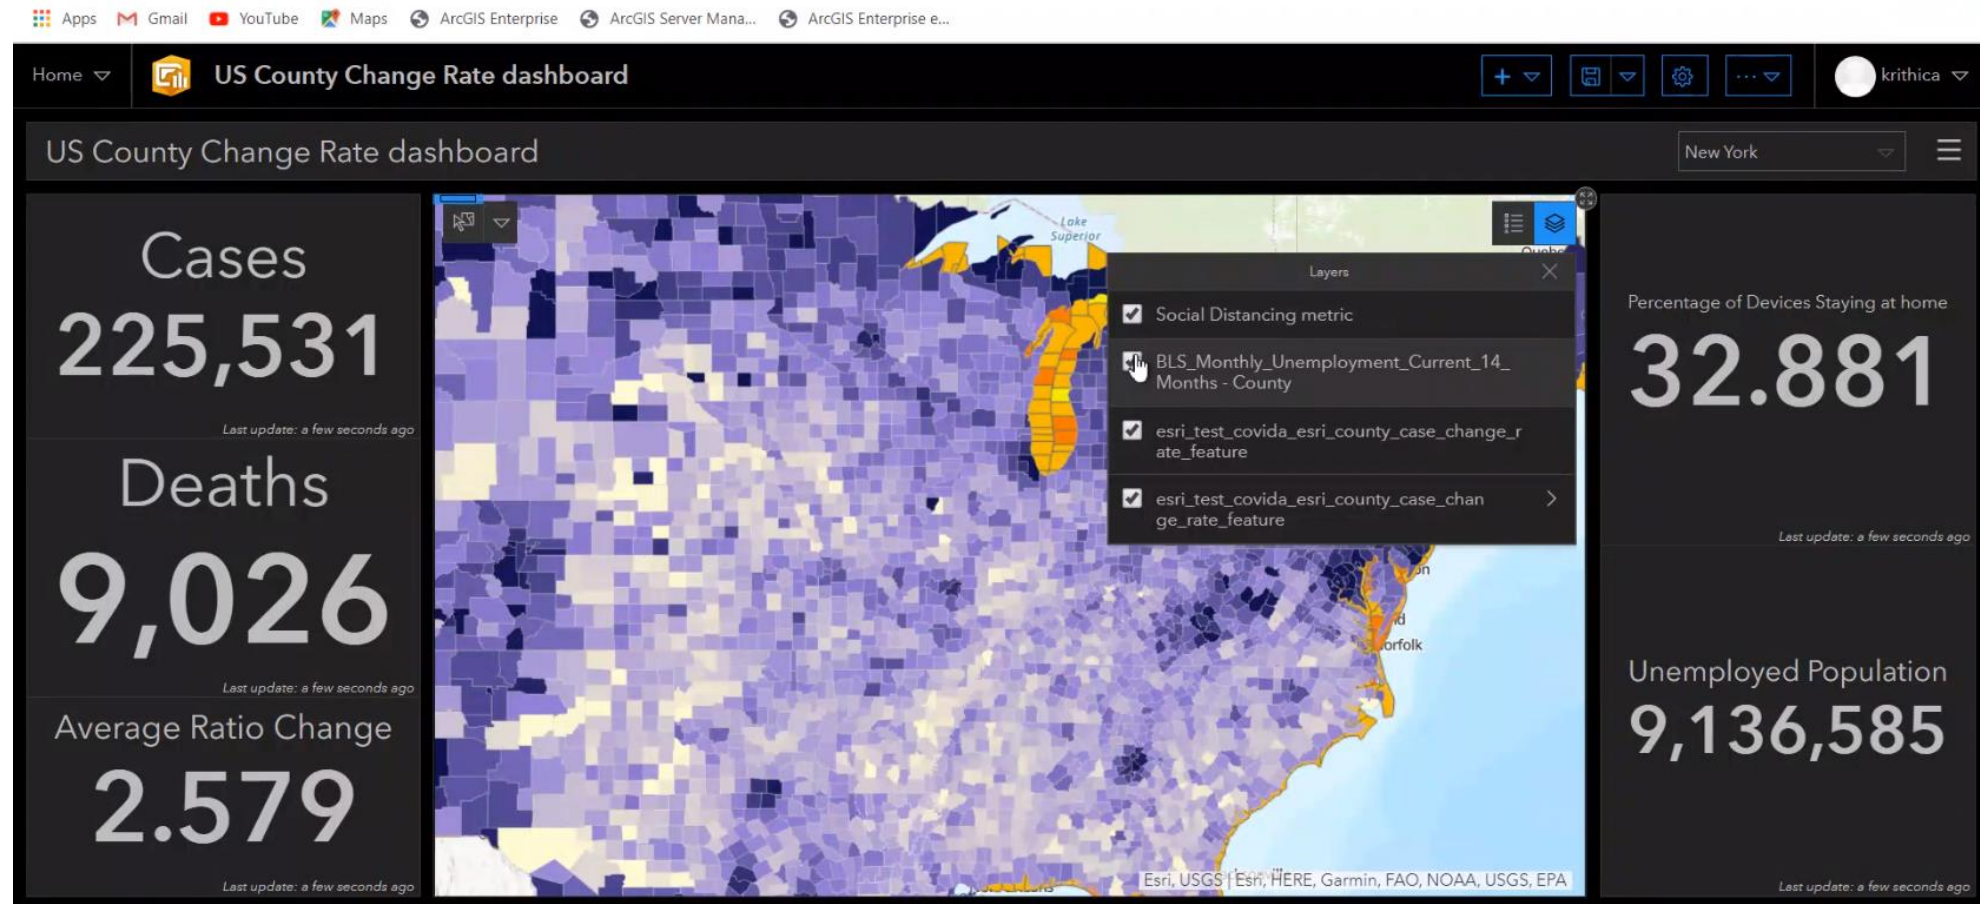 Apps Gmail YouTube Maps ArcGIS Enterprise ArcGIS Server Mana... ArcGIS Enterprise e...
Home US County Change Rate dashboard krithica
US County Change Rate dashboard
New York
Cases
225,531
Last update: a few seconds ago
Deaths
9,026
Last update: a few seconds ago
Average Ratio Change
2.579
Last update: a few seconds ago
Lake
Superior
Layers
Social Distancing metric
BLS_Monthly_Unemployment_Current_14_
Months - County
esri_test_covida_esri_county_case_change_r
ate_feature
esri_test_covida_esri_county_case_chan
ge_rate_feature
orfolk
Esri, USGS | Esri, HERE, Garmin, FAO, NOAA, USGS, EPA
Percentage of Devices Staying at home
32.881
Last update: a few seconds ago
Unemployed Population
9,136,585
Last update: a few seconds ago